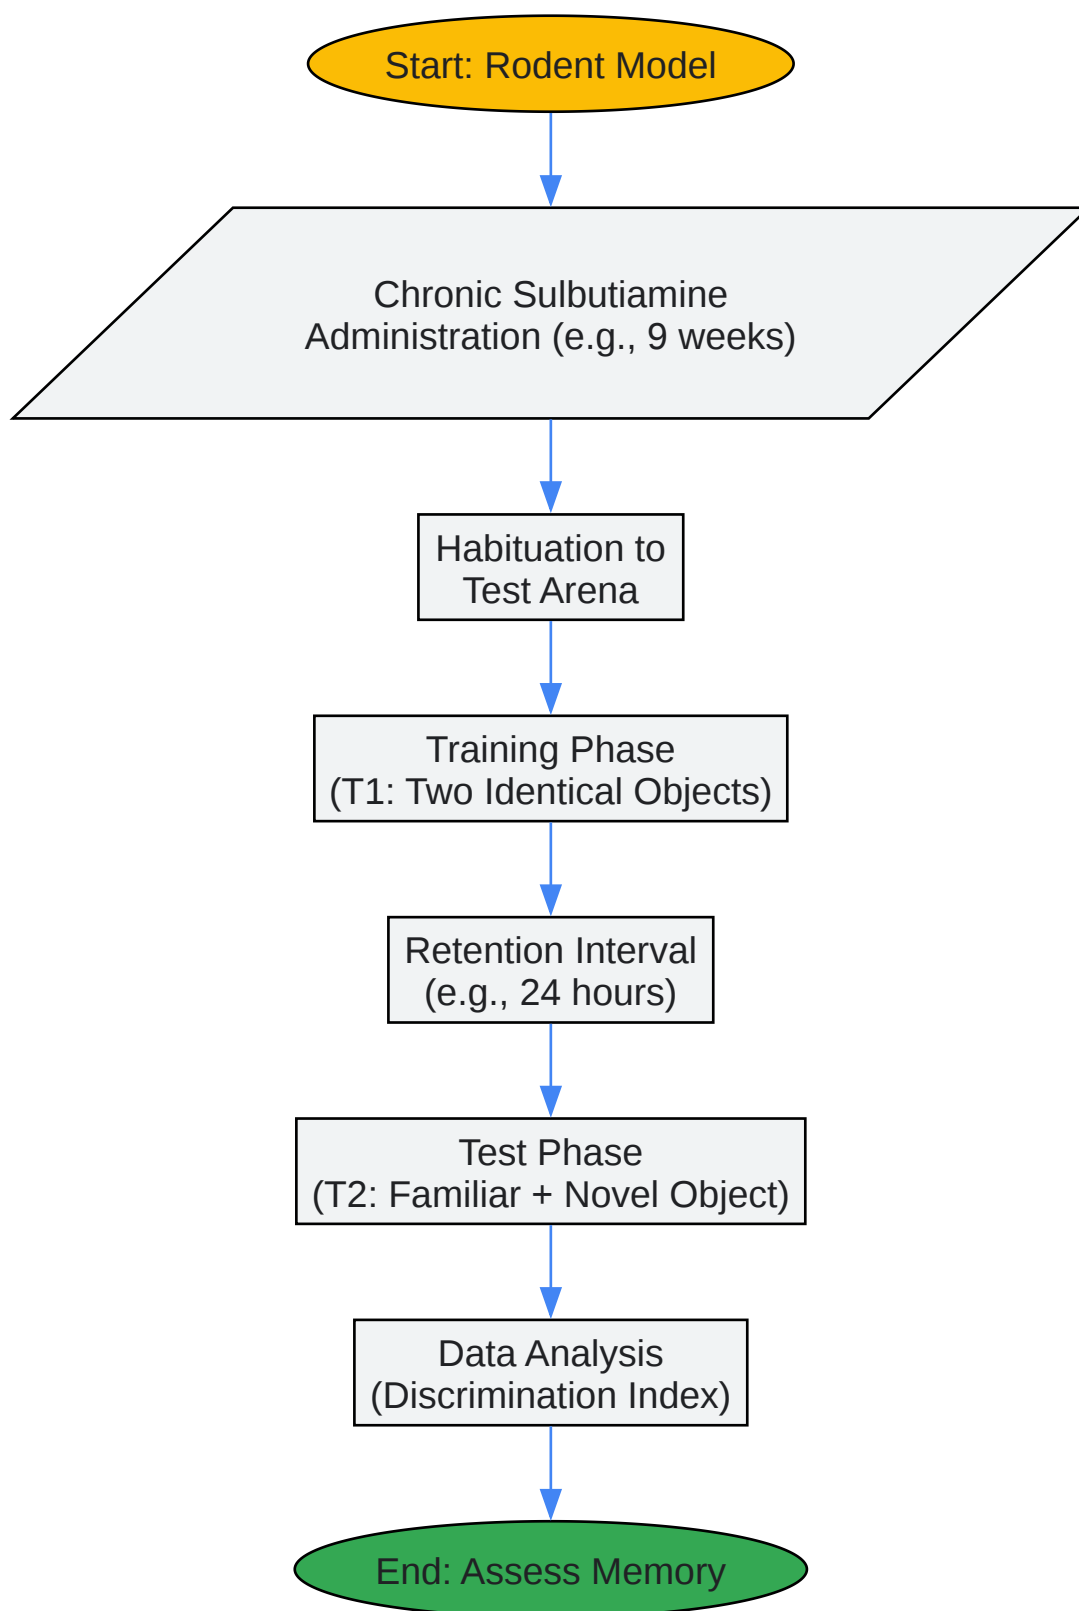 Start: Rodent Model
Chronic Sulbutiamine
Administration (e.g., 9 weeks)
Habituation to
Test Arena
Training Phase
(T1: Two Identical Objects)
Retention Interval
(e.g., 24 hours)
Test Phase
(T2: Familiar + Novel Object)
Data Analysis
(Discrimination Index)
End: Assess Memory